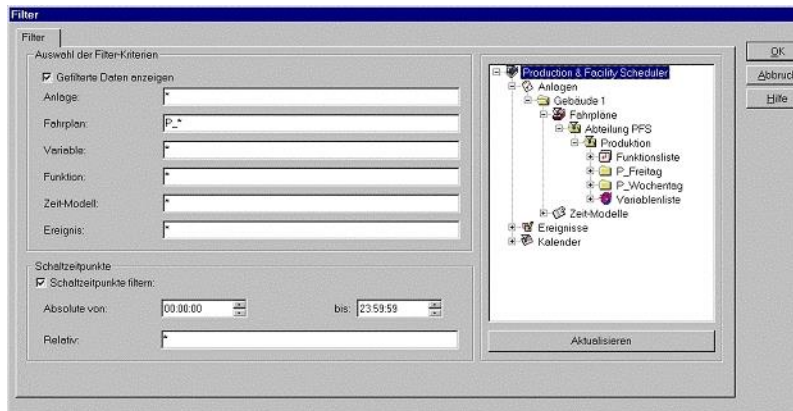 Filter
Filter
Auswahl der Filter-Kriterien
Gefilterte Daten anzeigen
Anlage: *
Fahrplan: P_*
Variable: *
Funktion: *
Zeit-Modell: *
Ereignis: *
Schaltzeitpunkte
Schaltzeitpunkte filtern:
Absolute von: 00:00:00 bis: 23:59:59
Relativ: *
Production & Facility Scheduler
Anlagen
Gebäude 1
Fahrpläne
Abteilung PFS
Produktion
Funktionsliste
P_Freitag
P_Wochentag
Variablenliste
Zeit-Modelle
Ereignisse
Kalender
Aktualisieren
OK
Abbruch
Hilfe